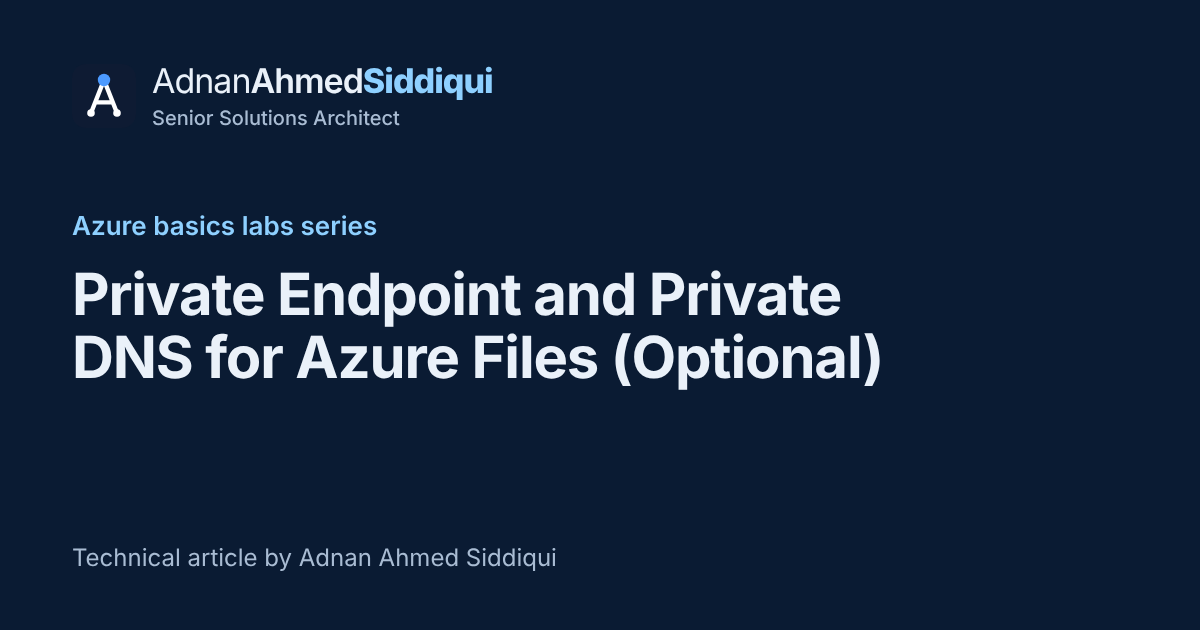 AdnanAhmedSiddiqui
Senior Solutions Architect
Azure basics labs series
Private Endpoint and Private
DNS for Azure Files (Optional)
Technical article by Adnan Ahmed Siddiqui